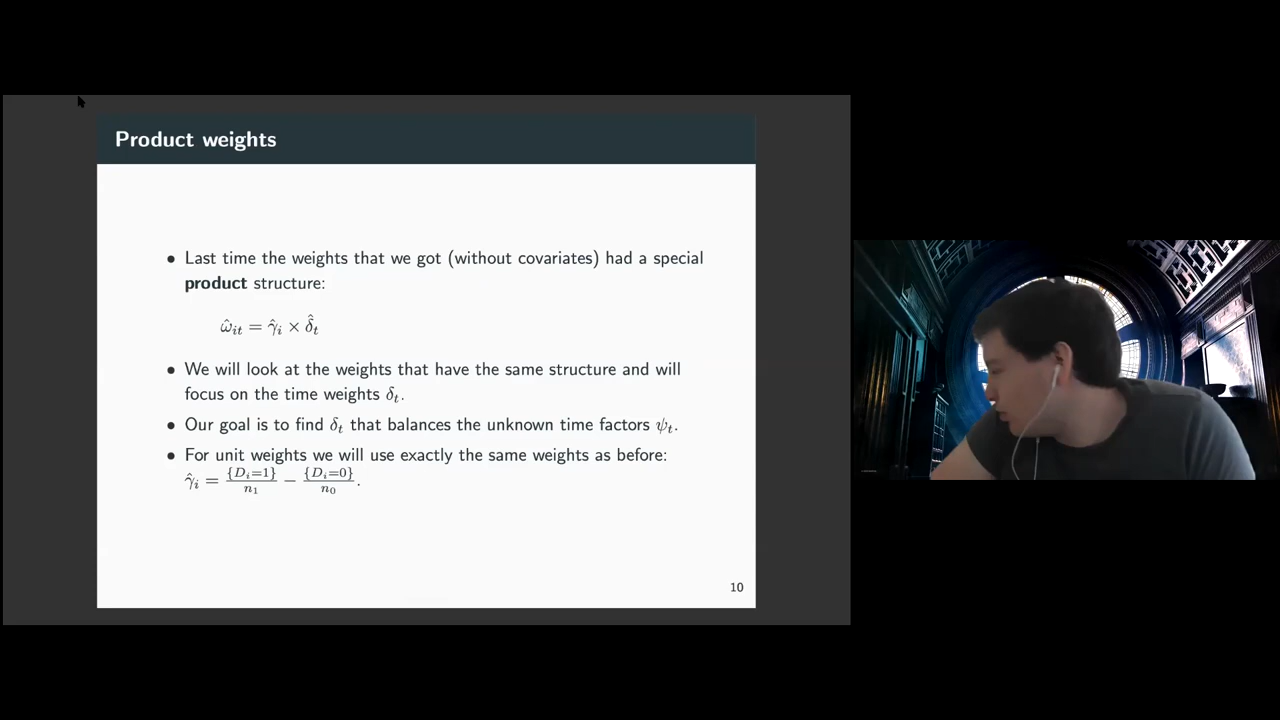 Product weights
• Last time the weights that we got (without covariates) had a special
product structure:
ω̂_it = γ̂_i × δ̂_t
• We will look at the weights that have the same structure and will
focus on the time weights δ_t.
• Our goal is to find δ_t that balances the unknown time factors ψ_t.
• For unit weights we will use exactly the same weights as before:
γ̂_i = {D_i=1}/n_1 − {D_i=0}/n_0.
10